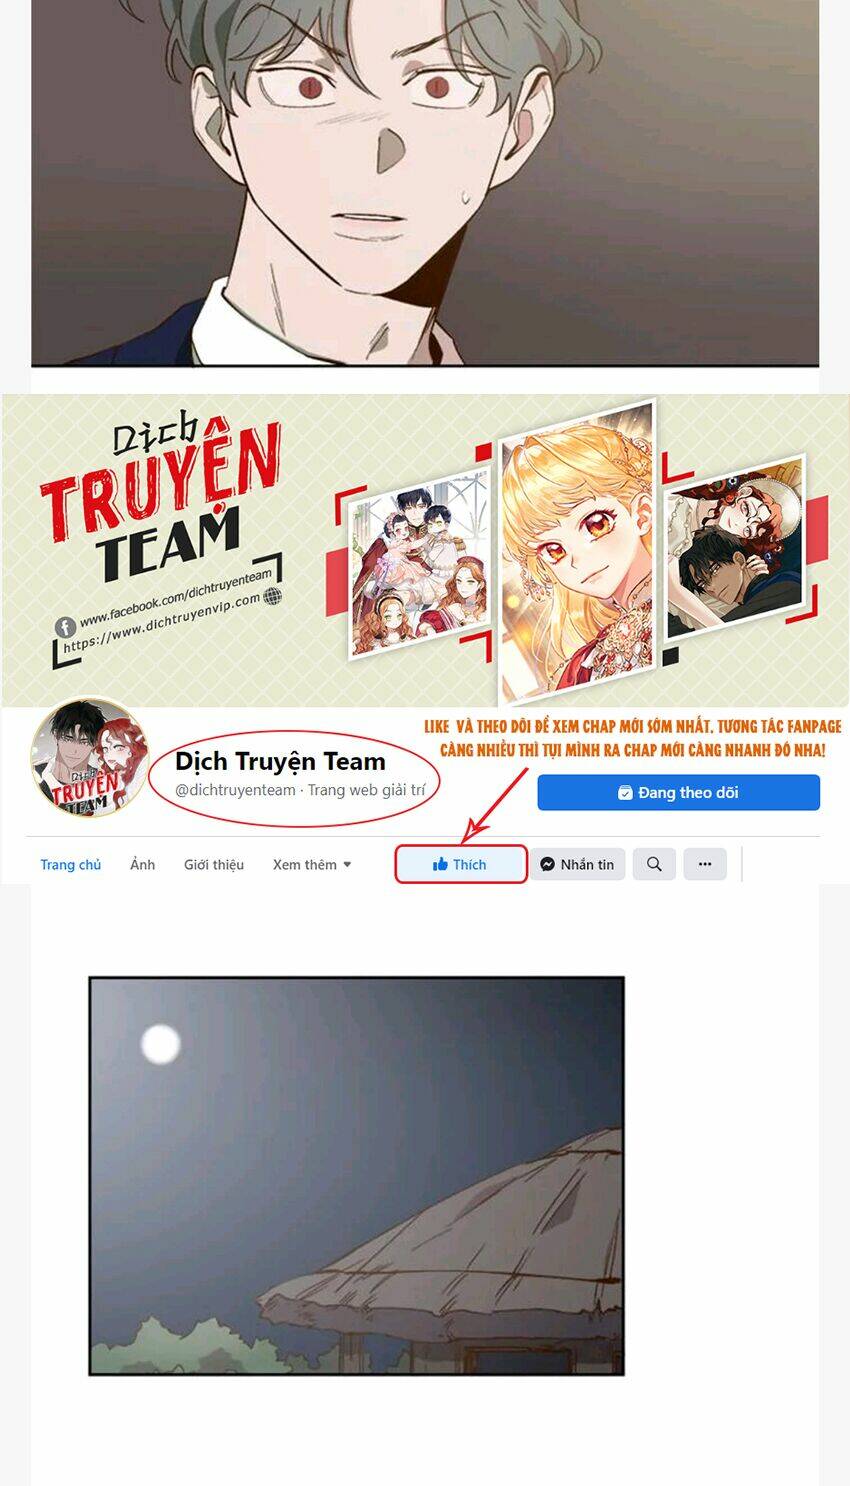 Dịch
TRUYỆN
TEAM
www.facebook.com/dichtruyenteam
https://www.dichtruyenvip.com
LIKE VÀ THEO DÕI ĐỂ XEM CHAP MỚI SỚM NHẤT, TƯƠNG TÁC FANPAGE
CÀNG NHIỀU THÌ TỤI MÌNH RA CHAP MỚI CÀNG NHANH ĐÓ NHA!
Dịch
TRUYỆN
TEAM
Dịch Truyện Team
@dichtruyenteam · Trang web giải trí
Đang theo dõi
Trang chủ Ảnh Giới thiệu Xem thêm Thích Nhắn tin